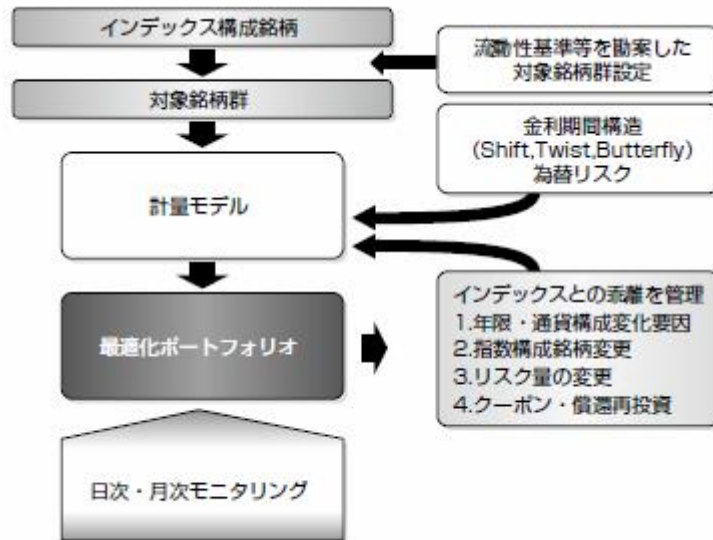 インデックス構成銘柄
流動性基準等を勘案した
対象銘柄群設定
対象銘柄群
金利期間構造
(Shift,Twist,Butterfly)
為替リスク
計量モデル
インデックスとの乖離を管理
1.年限・通貨構成変化要因
2.指数構成銘柄変更
3.リスク量の変更
4.クーポン・償還再投資
最適化ポートフォリオ
日次・月次モニタリング